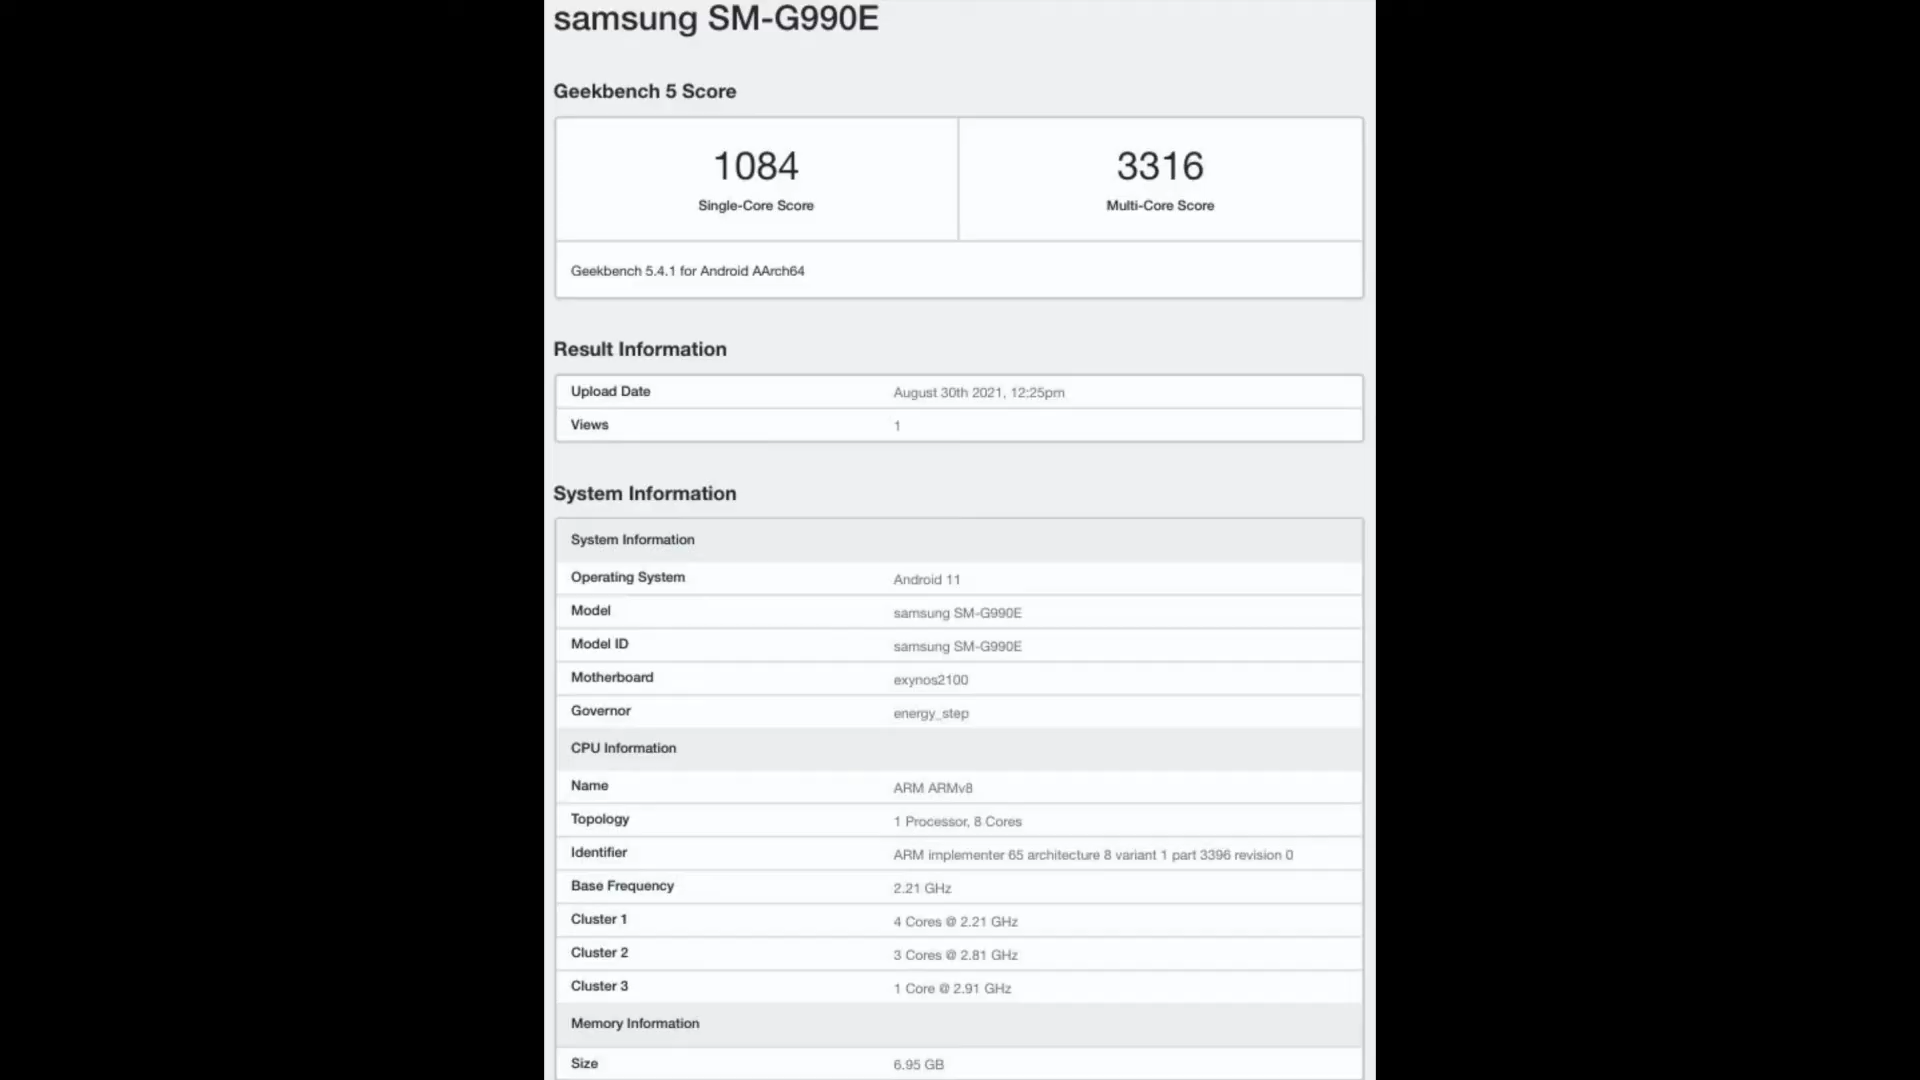 samsung SM-G990E
Geekbench 5 Score
1084 3316
Single-Core Score Multi-Core Score
Geekbench 5.4.1 for Android AArch64
Result Information
Upload Date August 30th 2021, 12:25pm
Views 1
System Information
System Information
Operating System Android 11
Model samsung SM-G990E
Model ID samsung SM-G990E
Motherboard exynos2100
Governor energy_step
CPU Information
Name ARM ARMv8
Topology 1 Processor, 8 Cores
Identifier ARM implementer 65 architecture 8 variant 1 part 3396 revision 0
Base Frequency 2.21 GHz
Cluster 1 4 Cores @ 2.21 GHz
Cluster 2 3 Cores @ 2.81 GHz
Cluster 3 1 Core @ 2.91 GHz
Memory Information
Size 6.95 GB